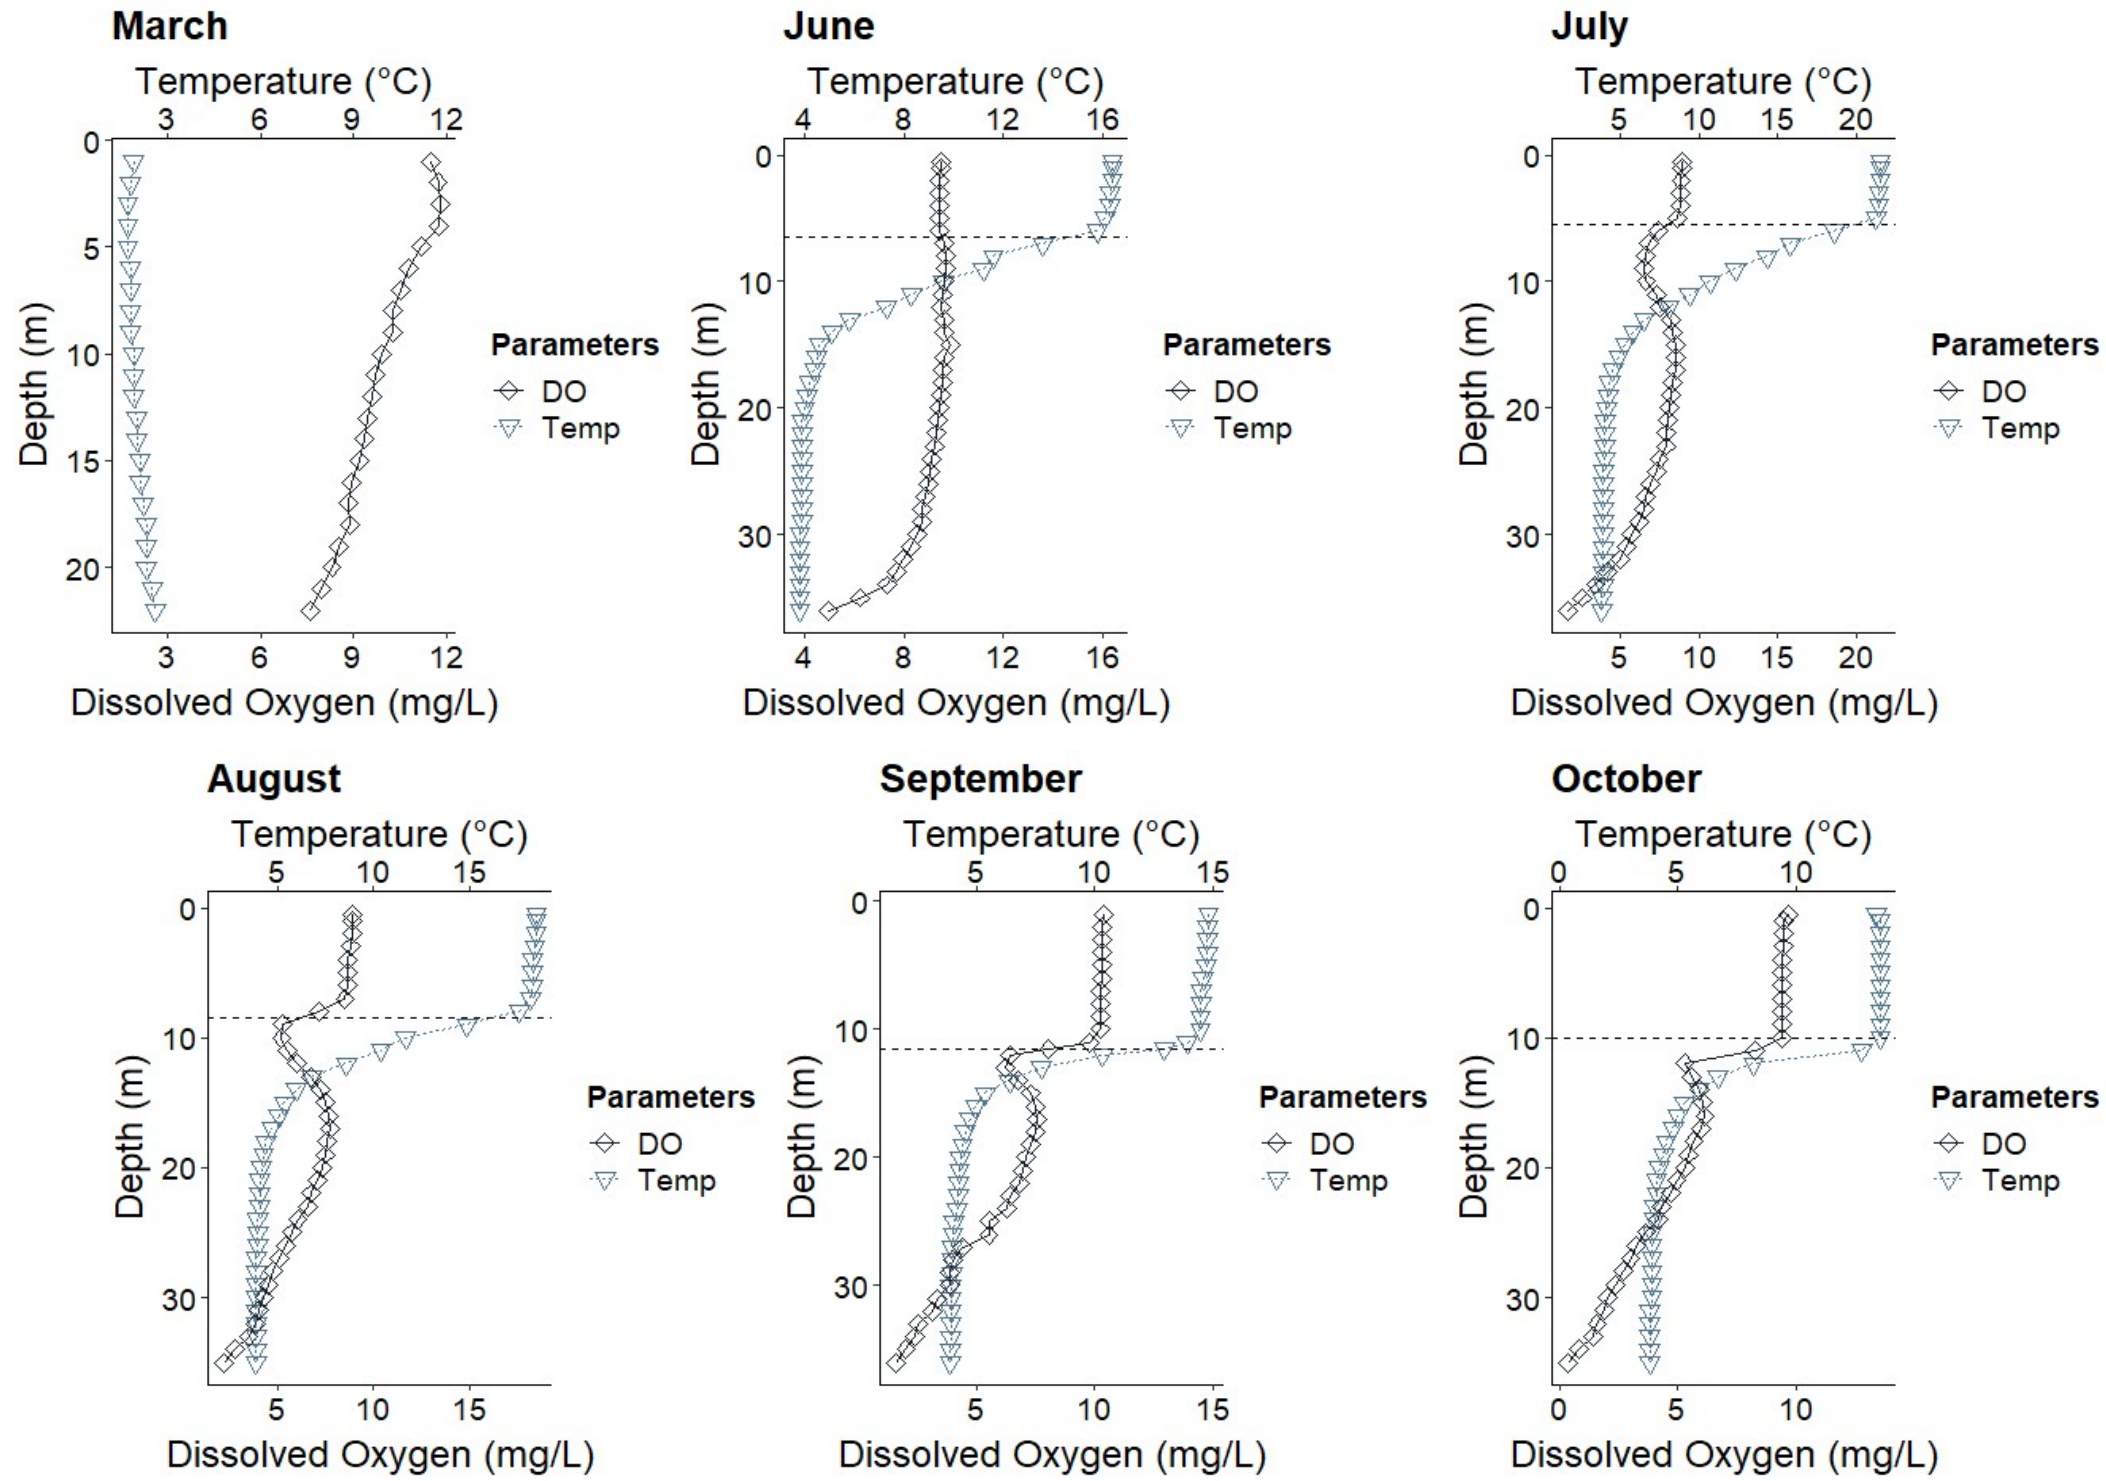 March
Temperature (°C)
3 6 9 12
0
5
10
15
20
Depth (m)
3 6 9 12
Dissolved Oxygen (mg/L)
Parameters
DO
Temp
June
Temperature (°C)
4 8 12 16
0
10
20
30
Depth (m)
4 8 12 16
Dissolved Oxygen (mg/L)
Parameters
DO
Temp
July
Temperature (°C)
5 10 15 20
0
10
20
30
Depth (m)
5 10 15 20
Dissolved Oxygen (mg/L)
Parameters
DO
Temp
August
Temperature (°C)
5 10 15
0
10
20
30
Depth (m)
5 10 15
Dissolved Oxygen (mg/L)
Parameters
DO
Temp
September
Temperature (°C)
5 10 15
0
10
20
30
Depth (m)
5 10 15
Dissolved Oxygen (mg/L)
Parameters
DO
Temp
October
Temperature (°C)
0 5 10
0
10
20
30
Depth (m)
0 5 10
Dissolved Oxygen (mg/L)
Parameters
DO
Temp